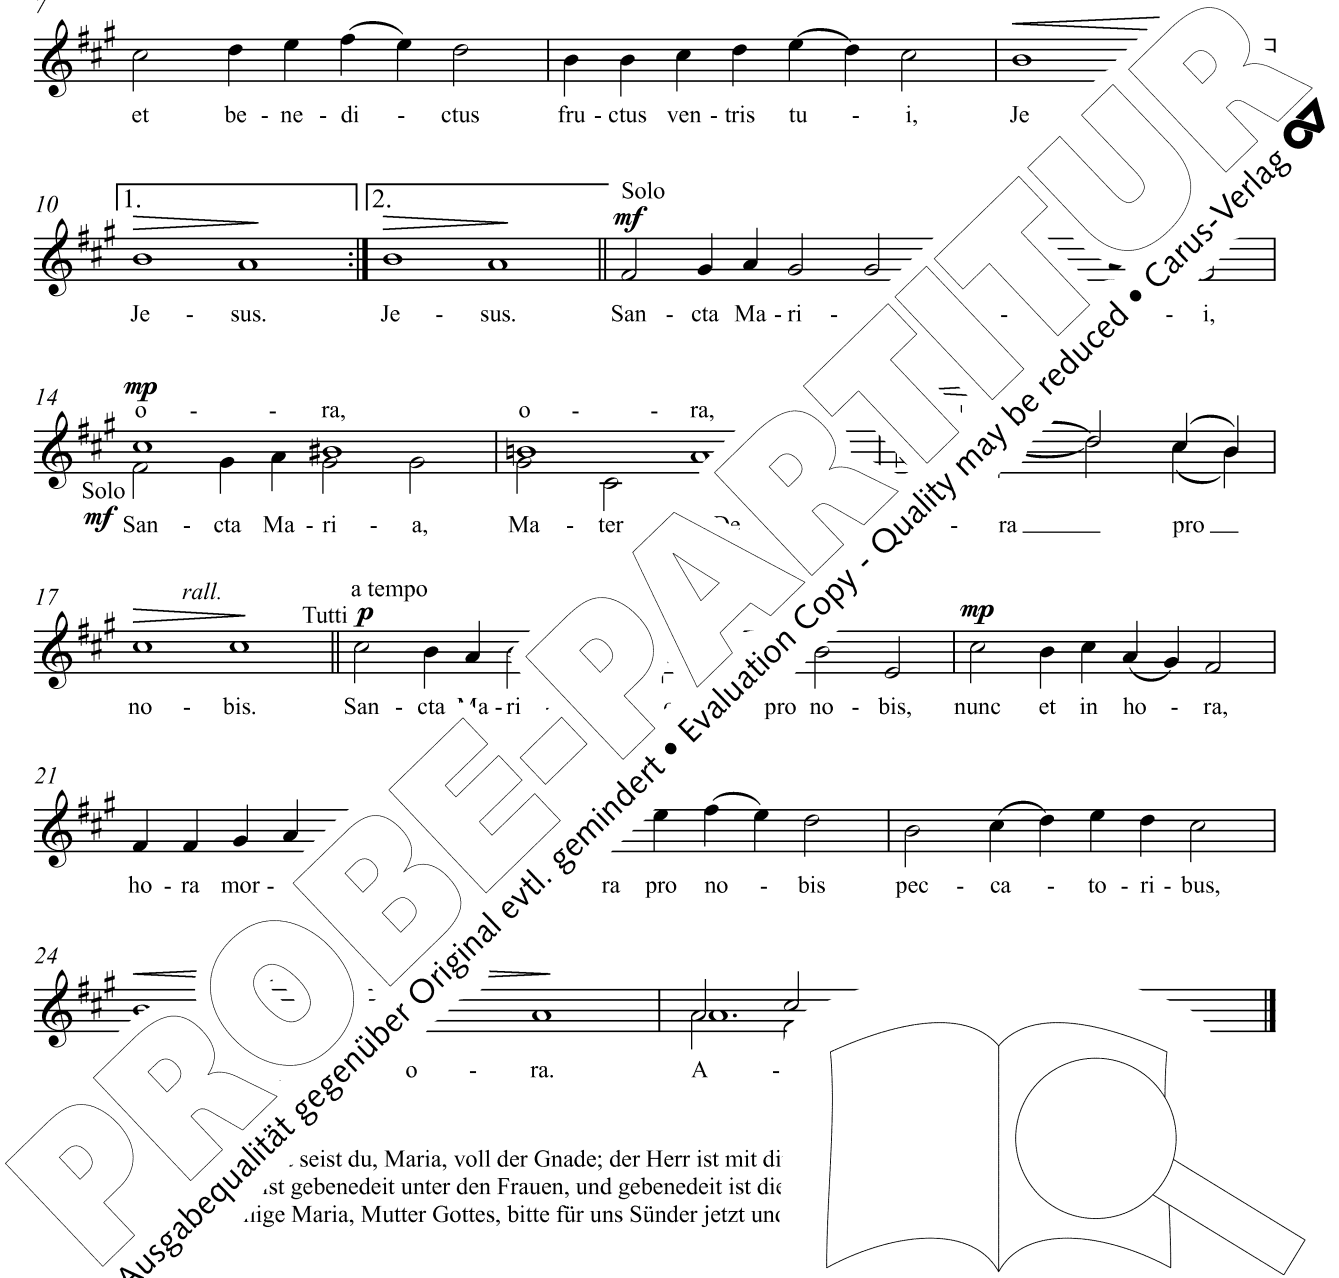 7
et be - ne - di - ctus fru - ctus ven - tris tu - i, Je
10 1. 2. Solo
mf
Je - sus. Je - sus. San - cta Ma - ri - - - i,
14 mp
o - - ra, o - - ra,
Solo
mf San - cta Ma - ri - a, Ma - ter - ra pro
17 rall. Tutti p a tempo mp
no - bis. San - cta Ma - ri - pro no - bis, nunc et in ho - ra,
21
ho - ra mor - ra pro no - bis pec - ca - to - ri - bus,
24
o - ra. A -
seist du, Maria, voll der Gnade; der Herr ist mit
gebenedeit unter den Frauen, und gebenedeit ist
Maria, Mutter Gottes, bitte für uns Sünder jetzt
PROBE-PARTITUR
Ausgabequalität gegenüber Original evtl. gemindert • Evaluation Copy - Quality may be reduced • Carus-Verlag